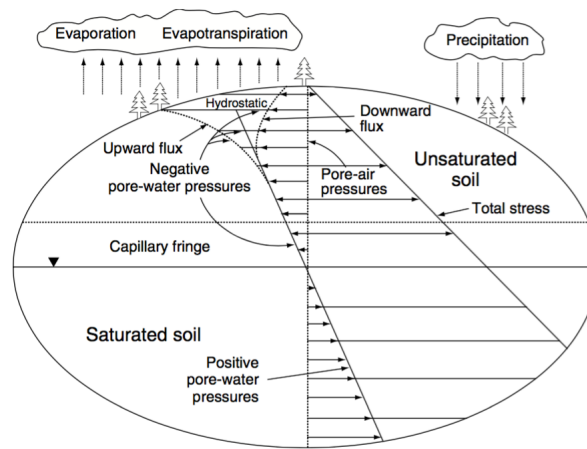 Evaporation
Evapotranspiration
Precipitation
Hydrostatic
Downward
flux
Upward flux
Negative
pore-water pressures
Pore-air
pressures
Unsaturated
soil
Total stress
Capillary fringe
Saturated soil
Positive
pore-water
pressures